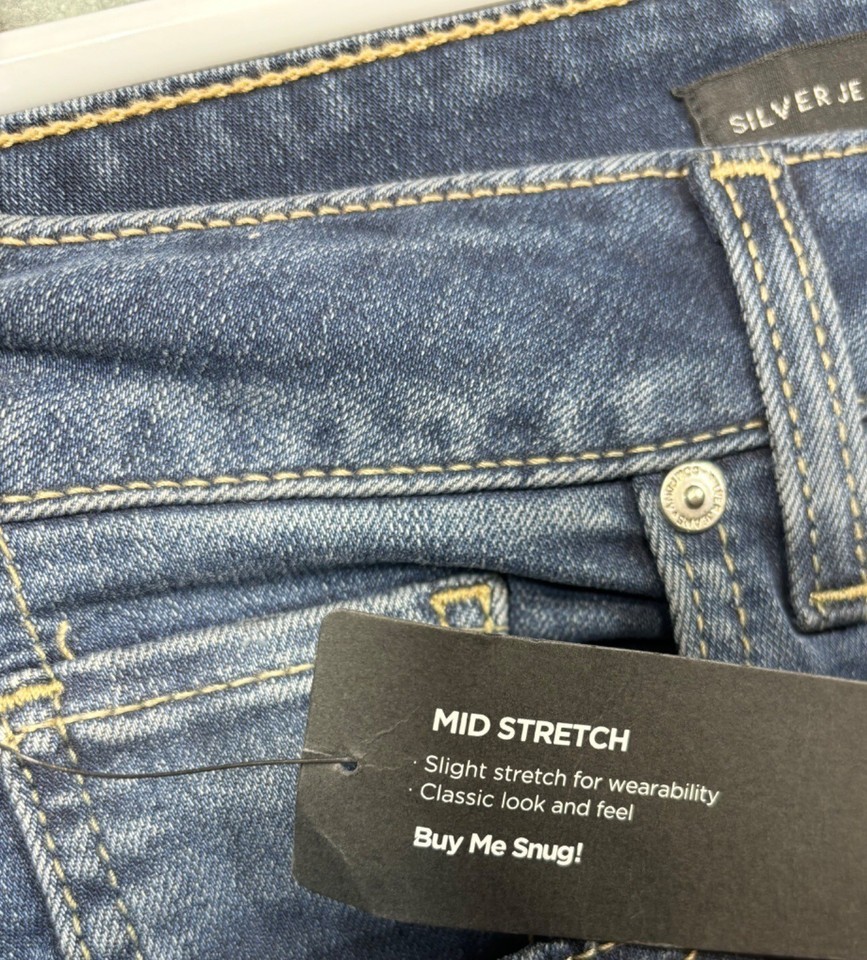 SILVER JE
MID STRETCH
· Slight stretch for wearability
· Classic look and feel
Buy Me Snug!